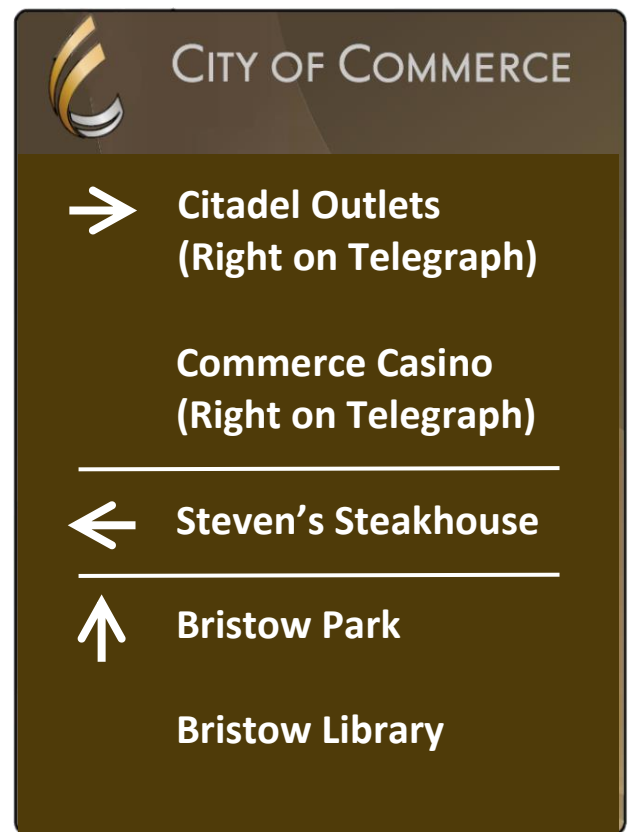 CITY OF COMMERCE
Citadel Outlets
(Right on Telegraph)
Commerce Casino
(Right on Telegraph)
Steven’s Steakhouse
Bristow Park
Bristow Library